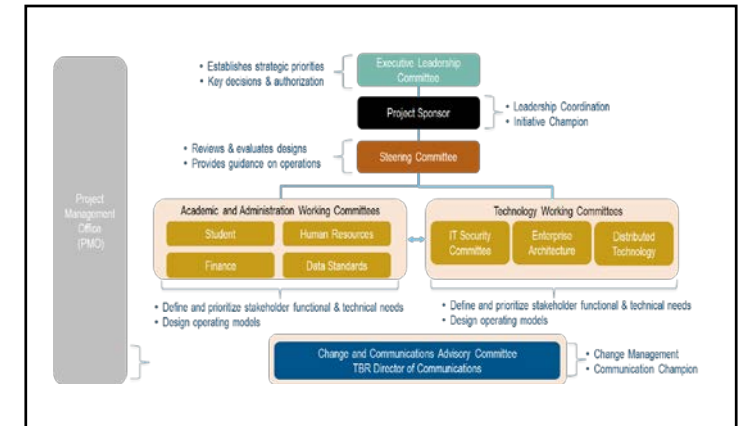 • Establishes strategic priorities
• Key decisions & authorization
Executive Leadership
Committee
Project Sponsor
• Leadership Coordination
• Initiative Champion
• Reviews & evaluates designs
• Provides guidance on operations
Steering Committee
Project
Management
Office
(PMO)
Academic and Administration Working Committees
Student
Human Resources
Finance
Data Standards
Technology Working Committees
IT Security
Committee
Enterprise
Architecture
Distributed
Technology
• Define and prioritize stakeholder functional & technical needs
• Design operating models
• Define and prioritize stakeholder functional & technical needs
• Design operating models
Change and Communications Advisory Committee
TBR Director of Communications
• Change Management
• Communication Champion